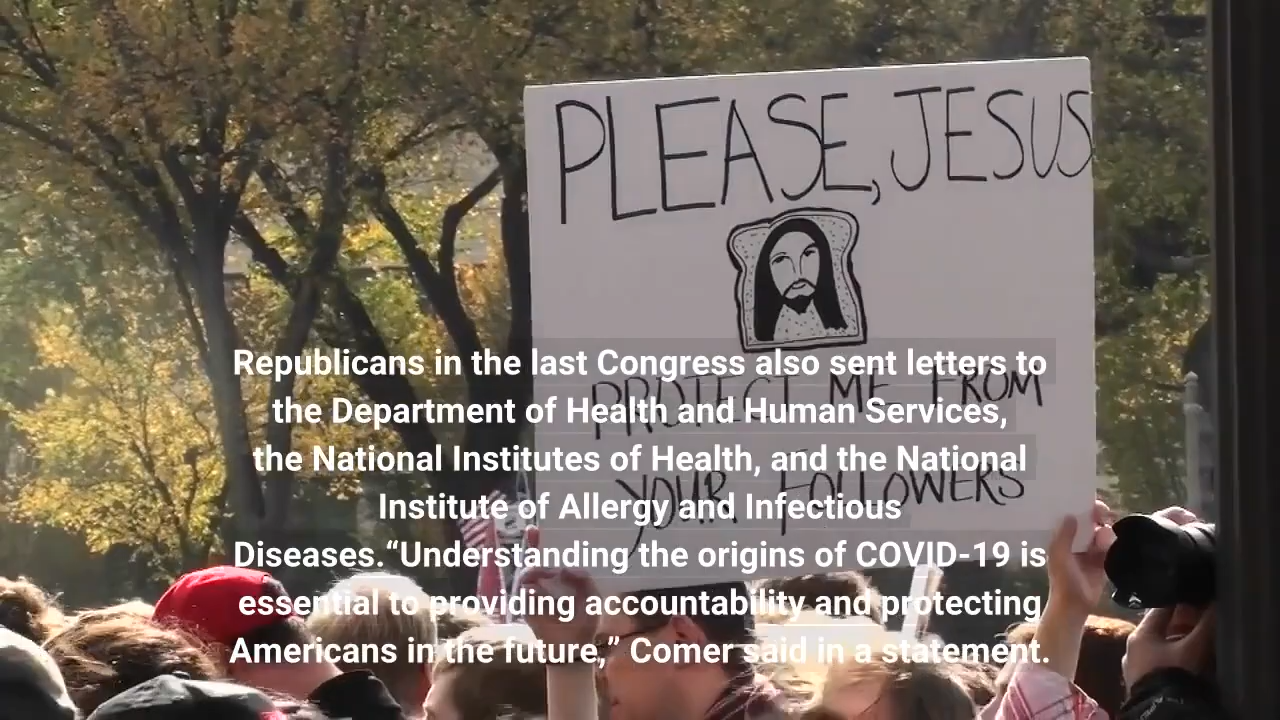 PLEASE, JESUS
PROTECT ME FROM
YOUR FOLLOWERS
Republicans in the last Congress also sent letters to
the Department of Health and Human Services,
the National Institutes of Health, and the National
Institute of Allergy and Infectious
Diseases.“Understanding the origins of COVID-19 is
essential to providing accountability and protecting
Americans in the future,” Comer said in a statement.